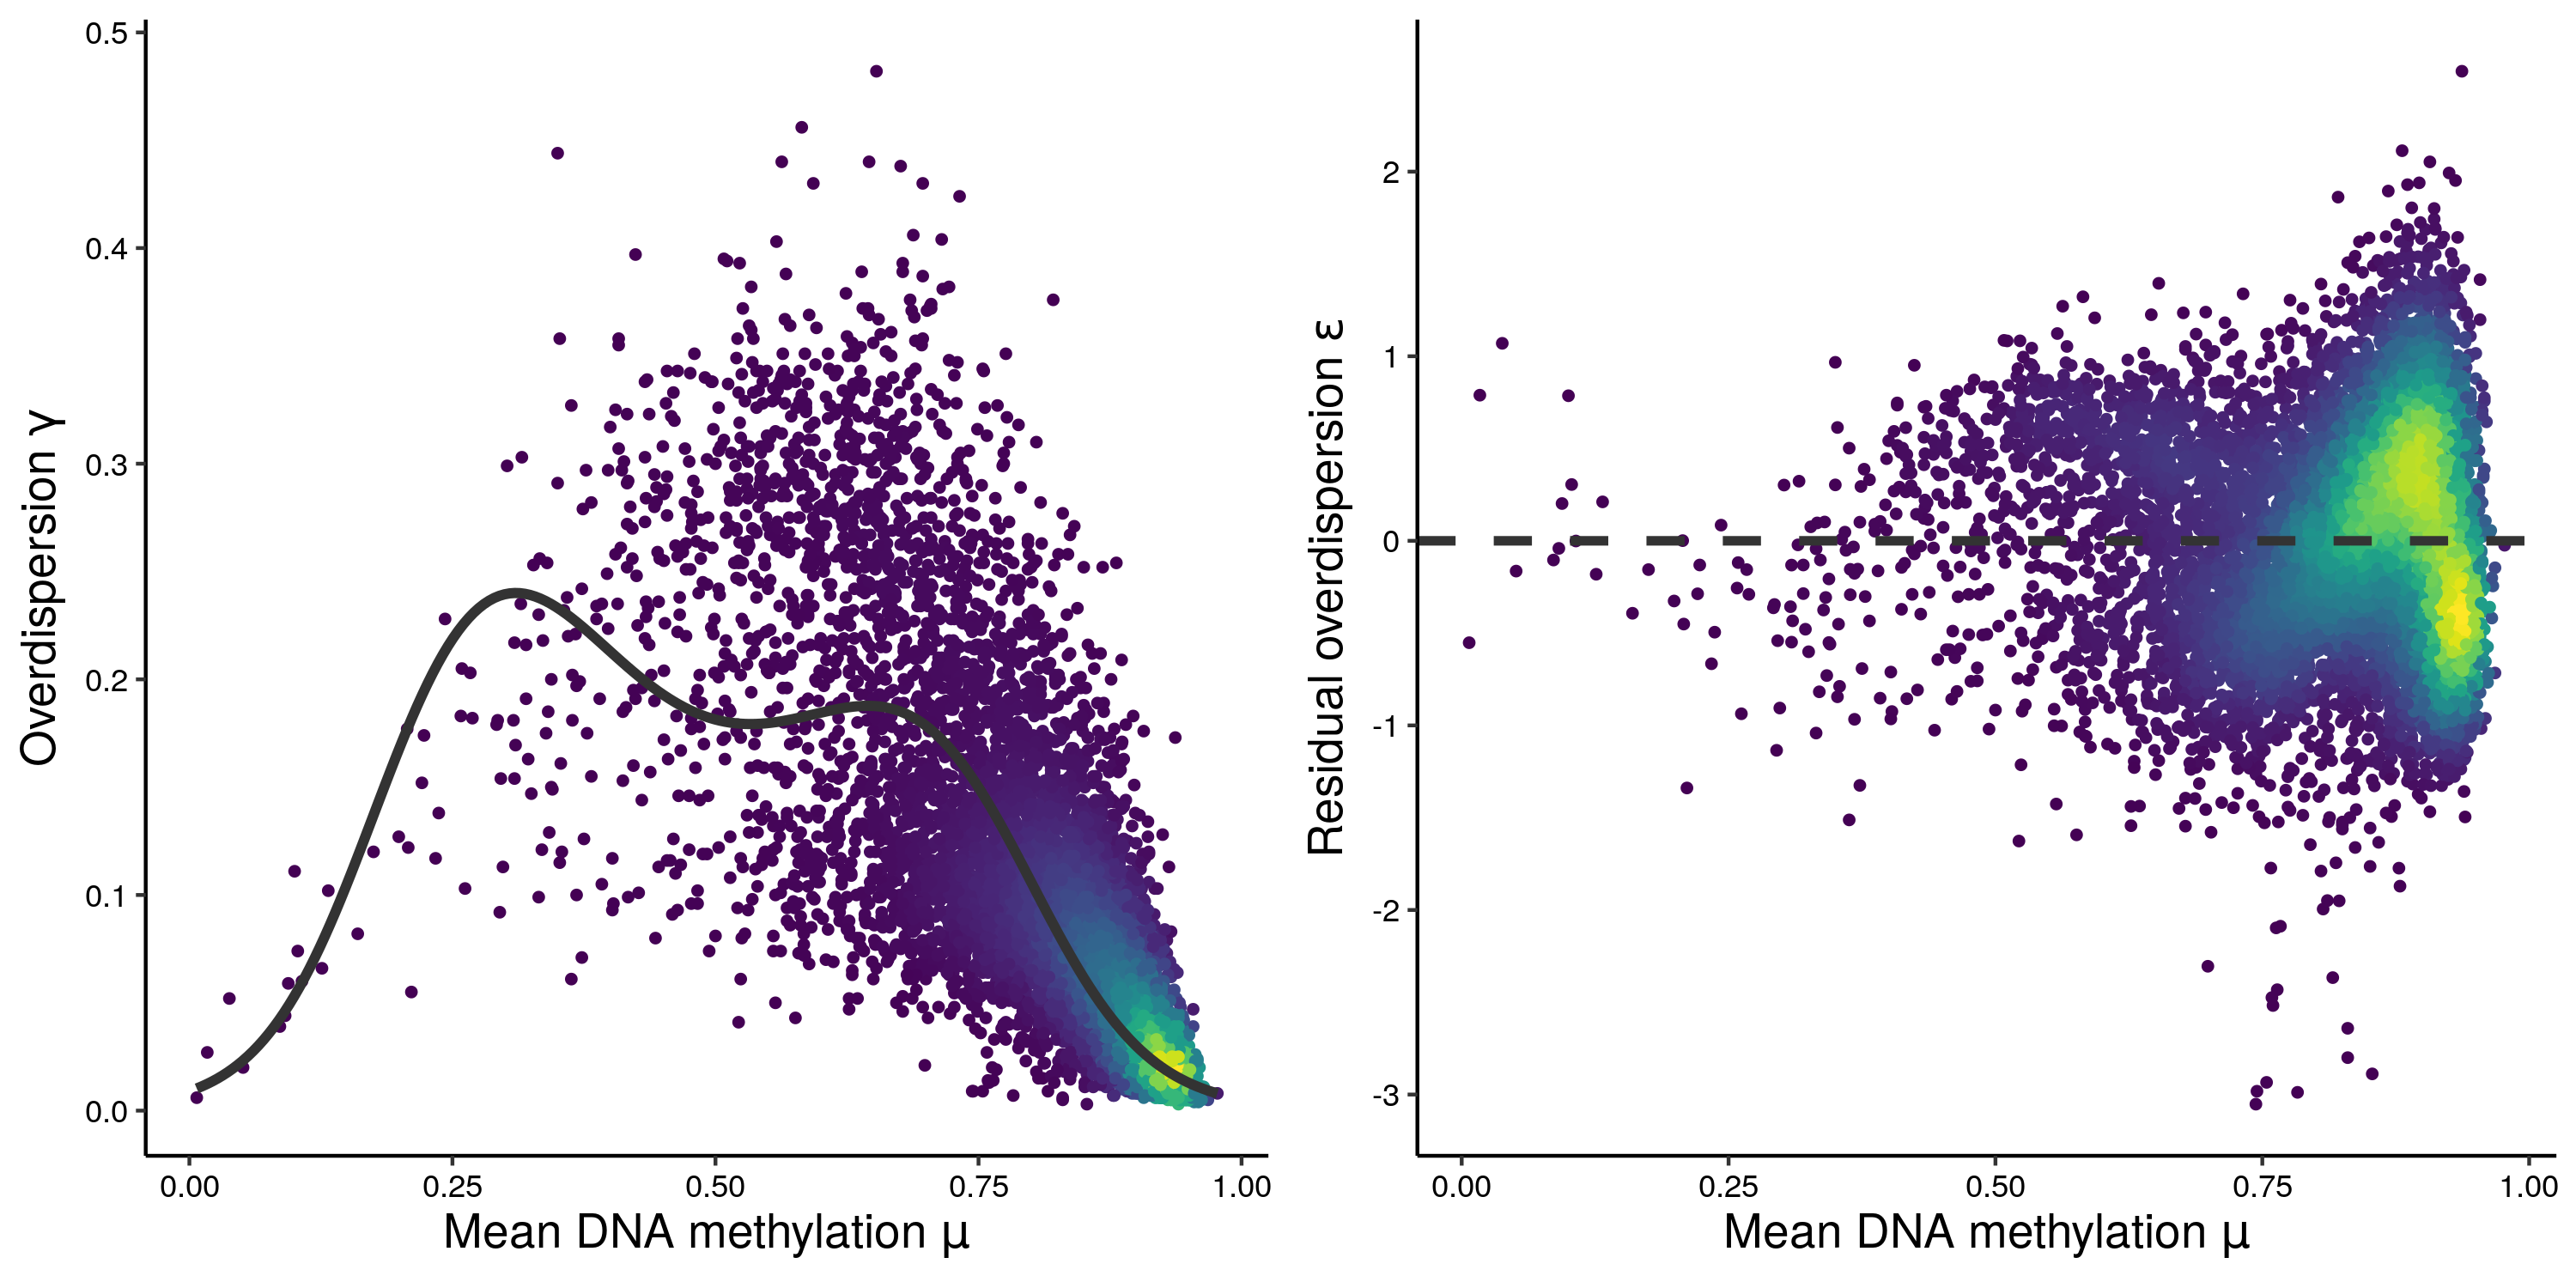 Overdispersion γ
0.5
0.4
0.3
0.2
0.1
0.0
0.00 0.25 0.50 0.75 1.00
Mean DNA methylation μ
Residual overdispersion ε
2
1
0
-1
-2
-3
0.00 0.25 0.50 0.75 1.00
Mean DNA methylation μ